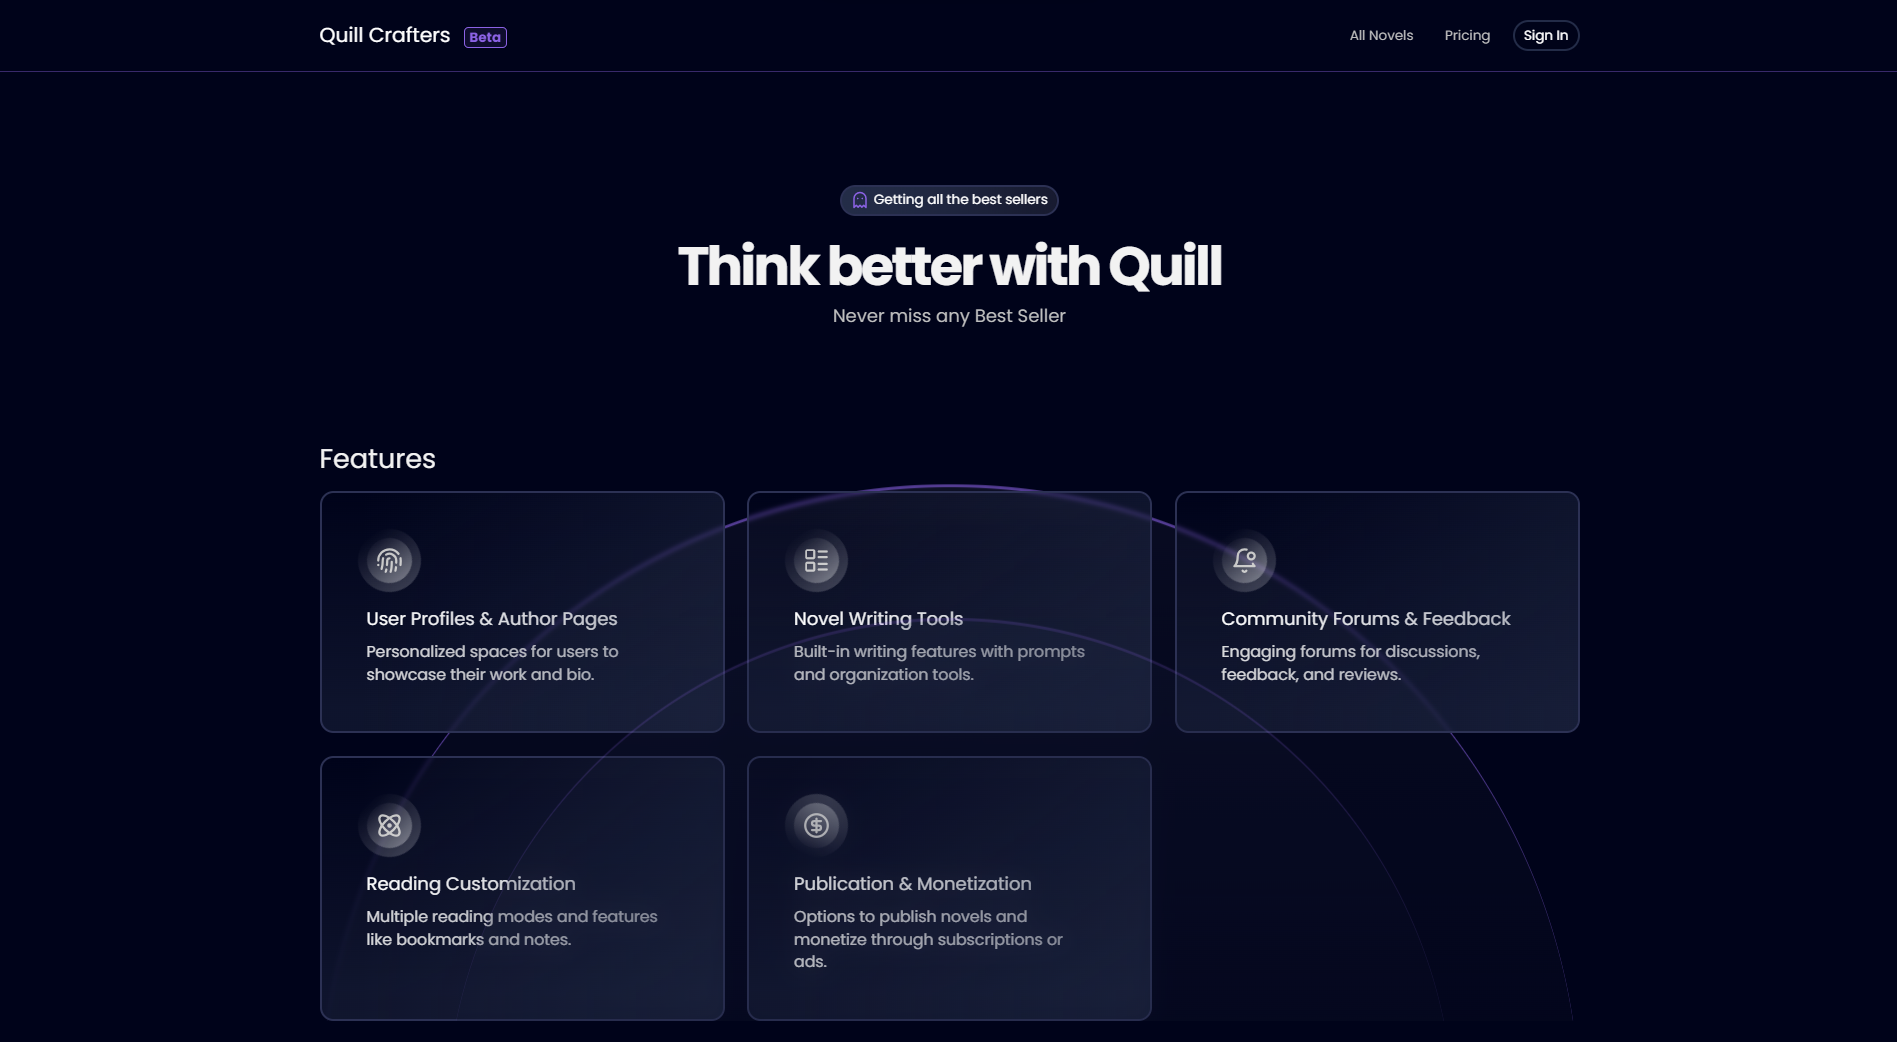 Quill Crafters Beta
All Novels Pricing Sign In
Getting all the best sellers
Think better with Quill
Never miss any Best Seller
Features
User Profiles & Author Pages
Personalized spaces for users to
showcase their work and bio.
Novel Writing Tools
Built-in writing features with prompts
and organization tools.
Community Forums & Feedback
Engaging forums for discussions,
feedback, and reviews.
Reading Customization
Multiple reading modes and features
like bookmarks and notes.
Publication & Monetization
Options to publish novels and
monetize through subscriptions or
ads.